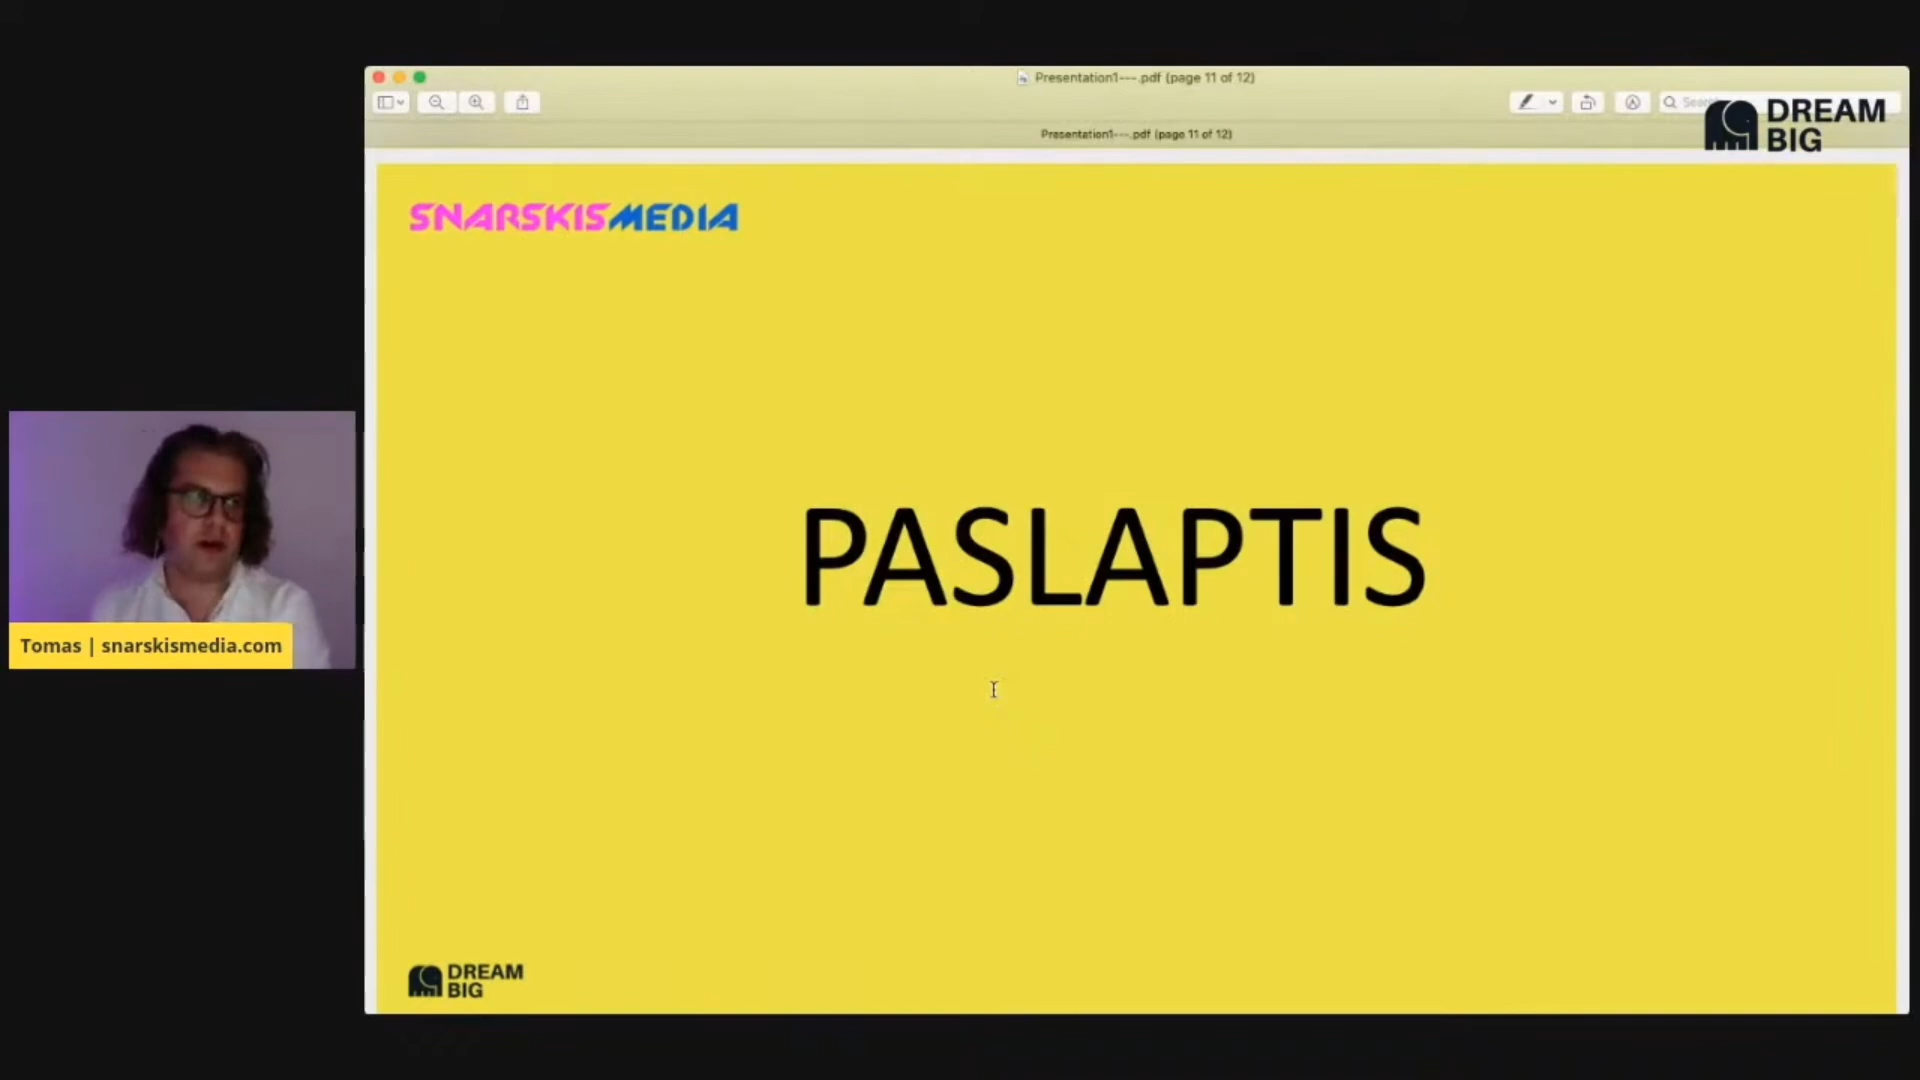 Presentation1---.pdf (page 11 of 12)
Presentation1---.pdf (page 11 of 12)
DREAM
BIG
SNARSKISMEDIA
PASLAPTIS
Tomas | snarskismedia.com
DREAM
BIG